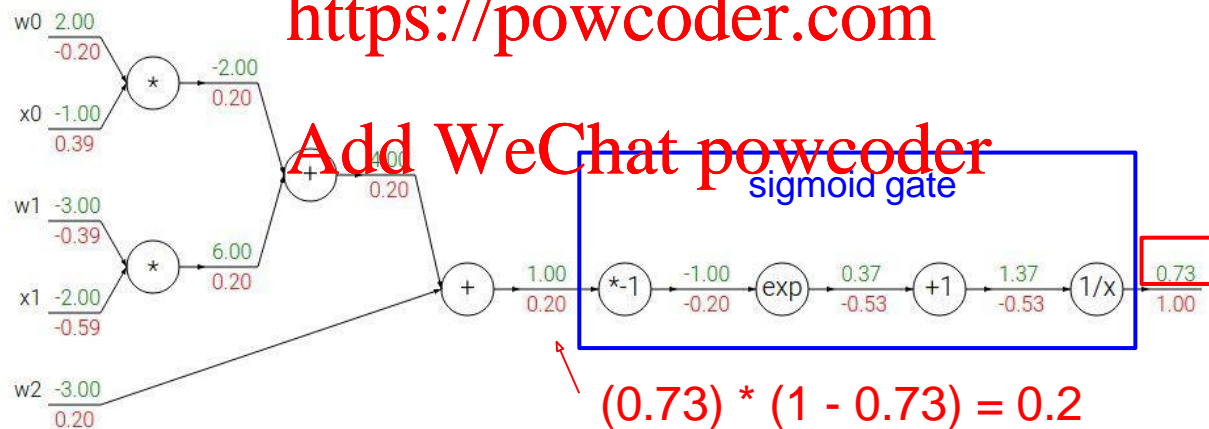 https://powcoder.com
w0 2.00
-0.20
*
-2.00
0.20
x0 -1.00
0.39
Add WeChat powcoder
+
4.00
0.20
sigmoid gate
w1 -3.00
-0.39
*
6.00
0.20
x1 -2.00
-0.59
+
1.00
0.20
*-1
-1.00
-0.20
exp
0.37
-0.53
+1
1.37
-0.53
1/x
0.73
1.00
w2 -3.00
0.20
(0.73) * (1 - 0.73) = 0.2